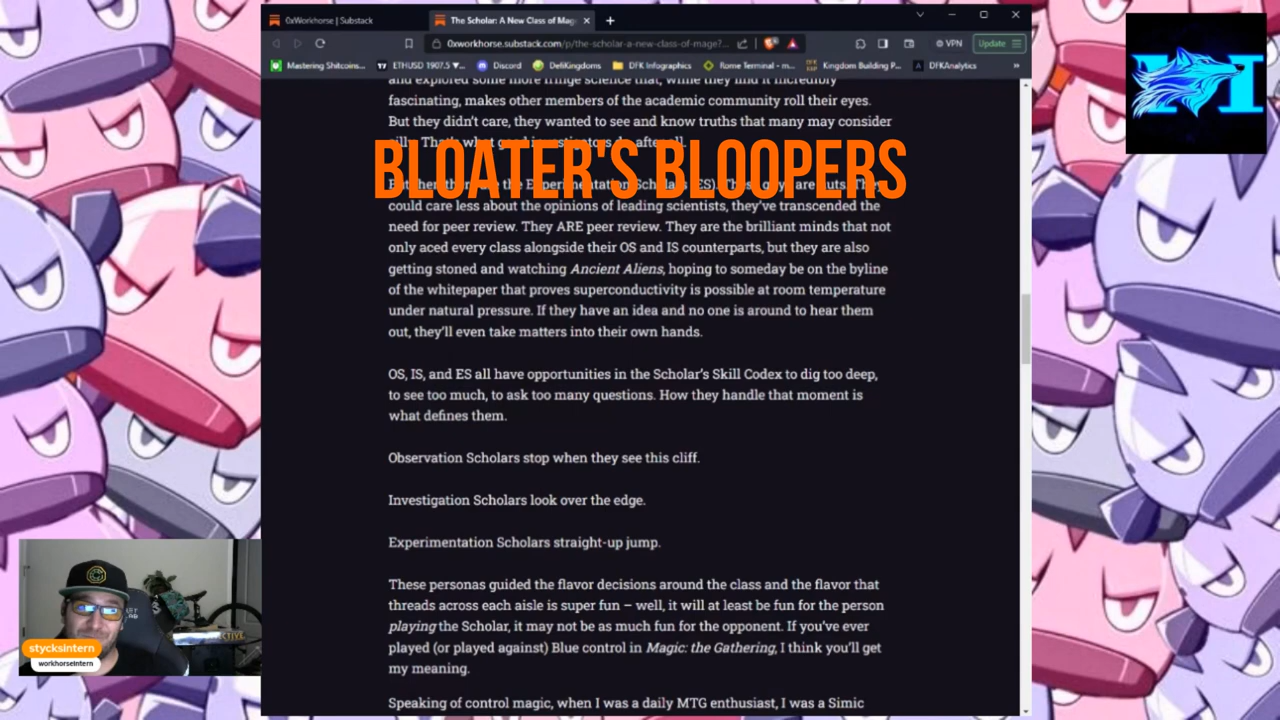 0xWorkhorse | Substack
The Scholar: A New Class of Mag
0xworkhorse.substack.com/p/the-scholar-a-new-class-of-mage?...
VPN
Update
Mastering Shitcoins...
ETHUSD 1907.5 ▼...
Discord
DefiKingdoms
DFK Infographics
Rome Terminal - m...
Kingdom Building P...
DFKAnalytics
»
and explored some more fringe science that, while they find it incredibly
fascinating, makes other members of the academic community roll their eyes.
But they didn't care, they wanted to see and know truths that many may consider
silly. That's what good investigators do after all.
BLOATER'S BLOOPERS
the Experimentation Scholars (ES). These guys are nuts. They
could care less about the opinions of leading scientists, they've transcended the
need for peer review. They ARE peer review. They are the brilliant minds that not
only aced every class alongside their OS and IS counterparts, but they are also
getting stoned and watching Ancient Aliens, hoping to someday be on the byline
of the whitepaper that proves superconductivity is possible at room temperature
under natural pressure. If they have an idea and no one is around to hear them
out, they'll even take matters into their own hands.
OS, IS, and ES all have opportunities in the Scholar's Skill Codex to dig too deep,
to see too much, to ask too many questions. How they handle that moment is
what defines them.
Observation Scholars stop when they see this cliff.
Investigation Scholars look over the edge.
Experimentation Scholars straight-up jump.
These personas guided the flavor decisions around the class and the flavor that
threads across each aisle is super fun – well, it will at least be fun for the person
playing the Scholar, it may not be as much fun for the opponent. If you've ever
played (or played against) Blue control in Magic: the Gathering, I think you'll get
my meaning.
Speaking of control magic, when I was a daily MTG enthusiast, I was a Simic
stycksintern
workhorseintern